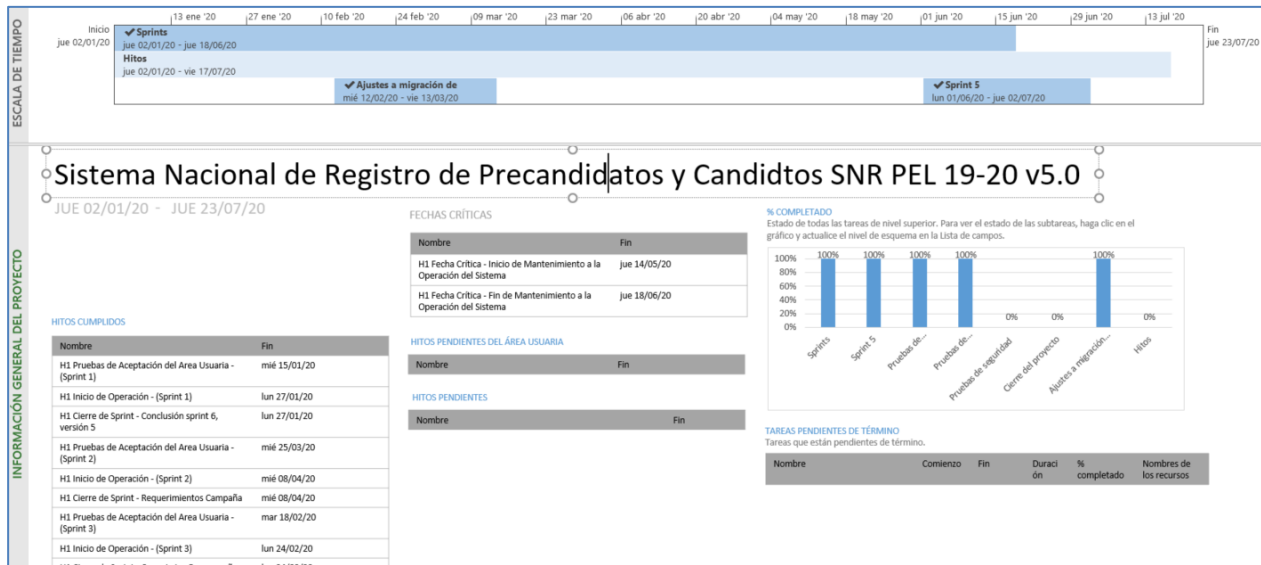 ESCALA DE TIEMPO
13 ene '20 27 ene '20 10 feb '20 24 feb '20 09 mar '20 23 mar '20 06 abr '20 20 abr '20 04 may '20 18 may '20 01 jun '20 15 jun '20 29 jun '20 13 jul '20
Inicio
jue 02/01/20
Sprints
jue 02/01/20 - jue 18/06/20
Hitos
jue 02/01/20 - vie 17/07/20
Ajustes a migración de
mié 12/02/20 - vie 13/03/20
Sprint 5
lun 01/06/20 - jue 02/07/20
Fin
jue 23/07/20
INFORMACIÓN GENERAL DEL PROYECTO
Sistema Nacional de Registro de Precandidatos y Candidtos SNR PEL 19-20 v5.0
JUE 02/01/20 - JUE 23/07/20
HITOS CUMPLIDOS
Nombre Fin
H1 Pruebas de Aceptación del Area Usuaria - mié 15/01/20
(Sprint 1)
H1 Inicio de Operación - (Sprint 1) lun 27/01/20
H1 Cierre de Sprint - Conclusión sprint 6, lun 27/01/20
versión 5
H1 Pruebas de Aceptación del Area Usuaria - mié 25/03/20
(Sprint 2)
H1 Inicio de Operación - (Sprint 2) mié 08/04/20
H1 Cierre de Sprint - Requerimientos Campaña mié 08/04/20
H1 Pruebas de Aceptación del Area Usuaria - mar 18/02/20
(Sprint 3)
H1 Inicio de Operación - (Sprint 3) lun 24/02/20
FECHAS CRÍTICAS
Nombre Fin
H1 Fecha Crítica - Inicio de Mantenimiento a la jue 14/05/20
Operación del Sistema
H1 Fecha Crítica - Fin de Mantenimiento a la jue 18/06/20
Operación del Sistema
HITOS PENDIENTES DEL ÁREA USUARIA
Nombre Fin
HITOS PENDIENTES
Nombre Fin
% COMPLETADO
Estado de todas las tareas de nivel superior. Para ver el estado de las subtareas, haga clic en el
gráfico y actualice el nivel de esquema en la Lista de campos.
100% 80% 60% 40% 20% 0%
100% 100% 100% 100% 0% 0% 100% 0%
Sprints
Sprint 5
Pruebas de...
Pruebas de...
Pruebas de seguridad
Cierre del proyecto
Ajustes a migración...
Hitos
TAREAS PENDIENTES DE TÉRMINO
Tareas que están pendientes de término.
Nombre Comienzo Fin Duraci % Nombres de
ón completado los recursos